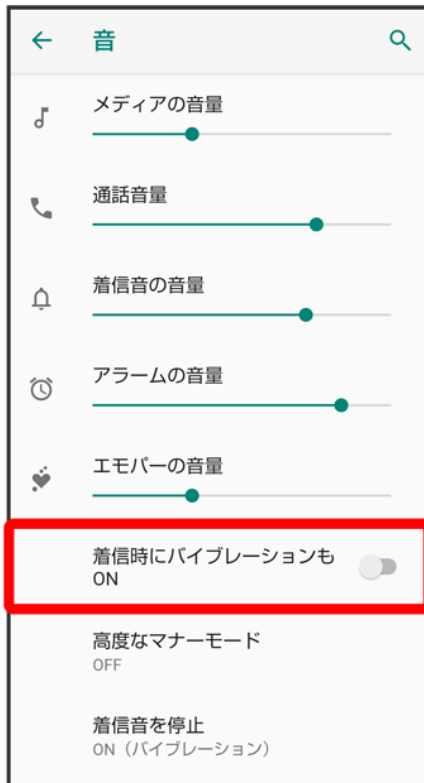 音
メディアの音量
通話音量
着信音の音量
アラームの音量
エモパーの音量
着信時にバイブレーションも
ON
高度なマナーモード
OFF
着信音を停止
ON（バイブレーション）